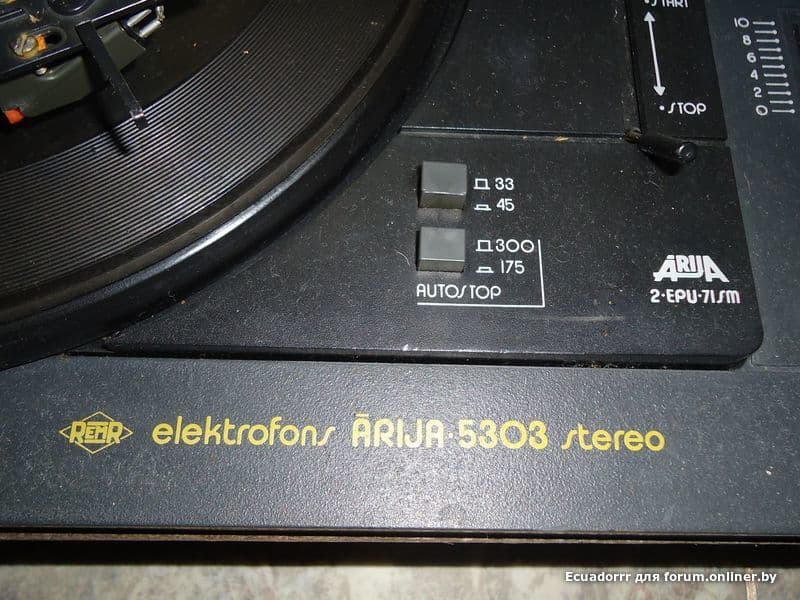 • START
• STOP
10
8
6
4
2
0
33
45
300
175
AUTOSTOP
ĀRIJA
2·EPU·71SM
REMR elektrofons ĀRIJA·5303 stereo
Ecuadorrr для forum.onliner.by